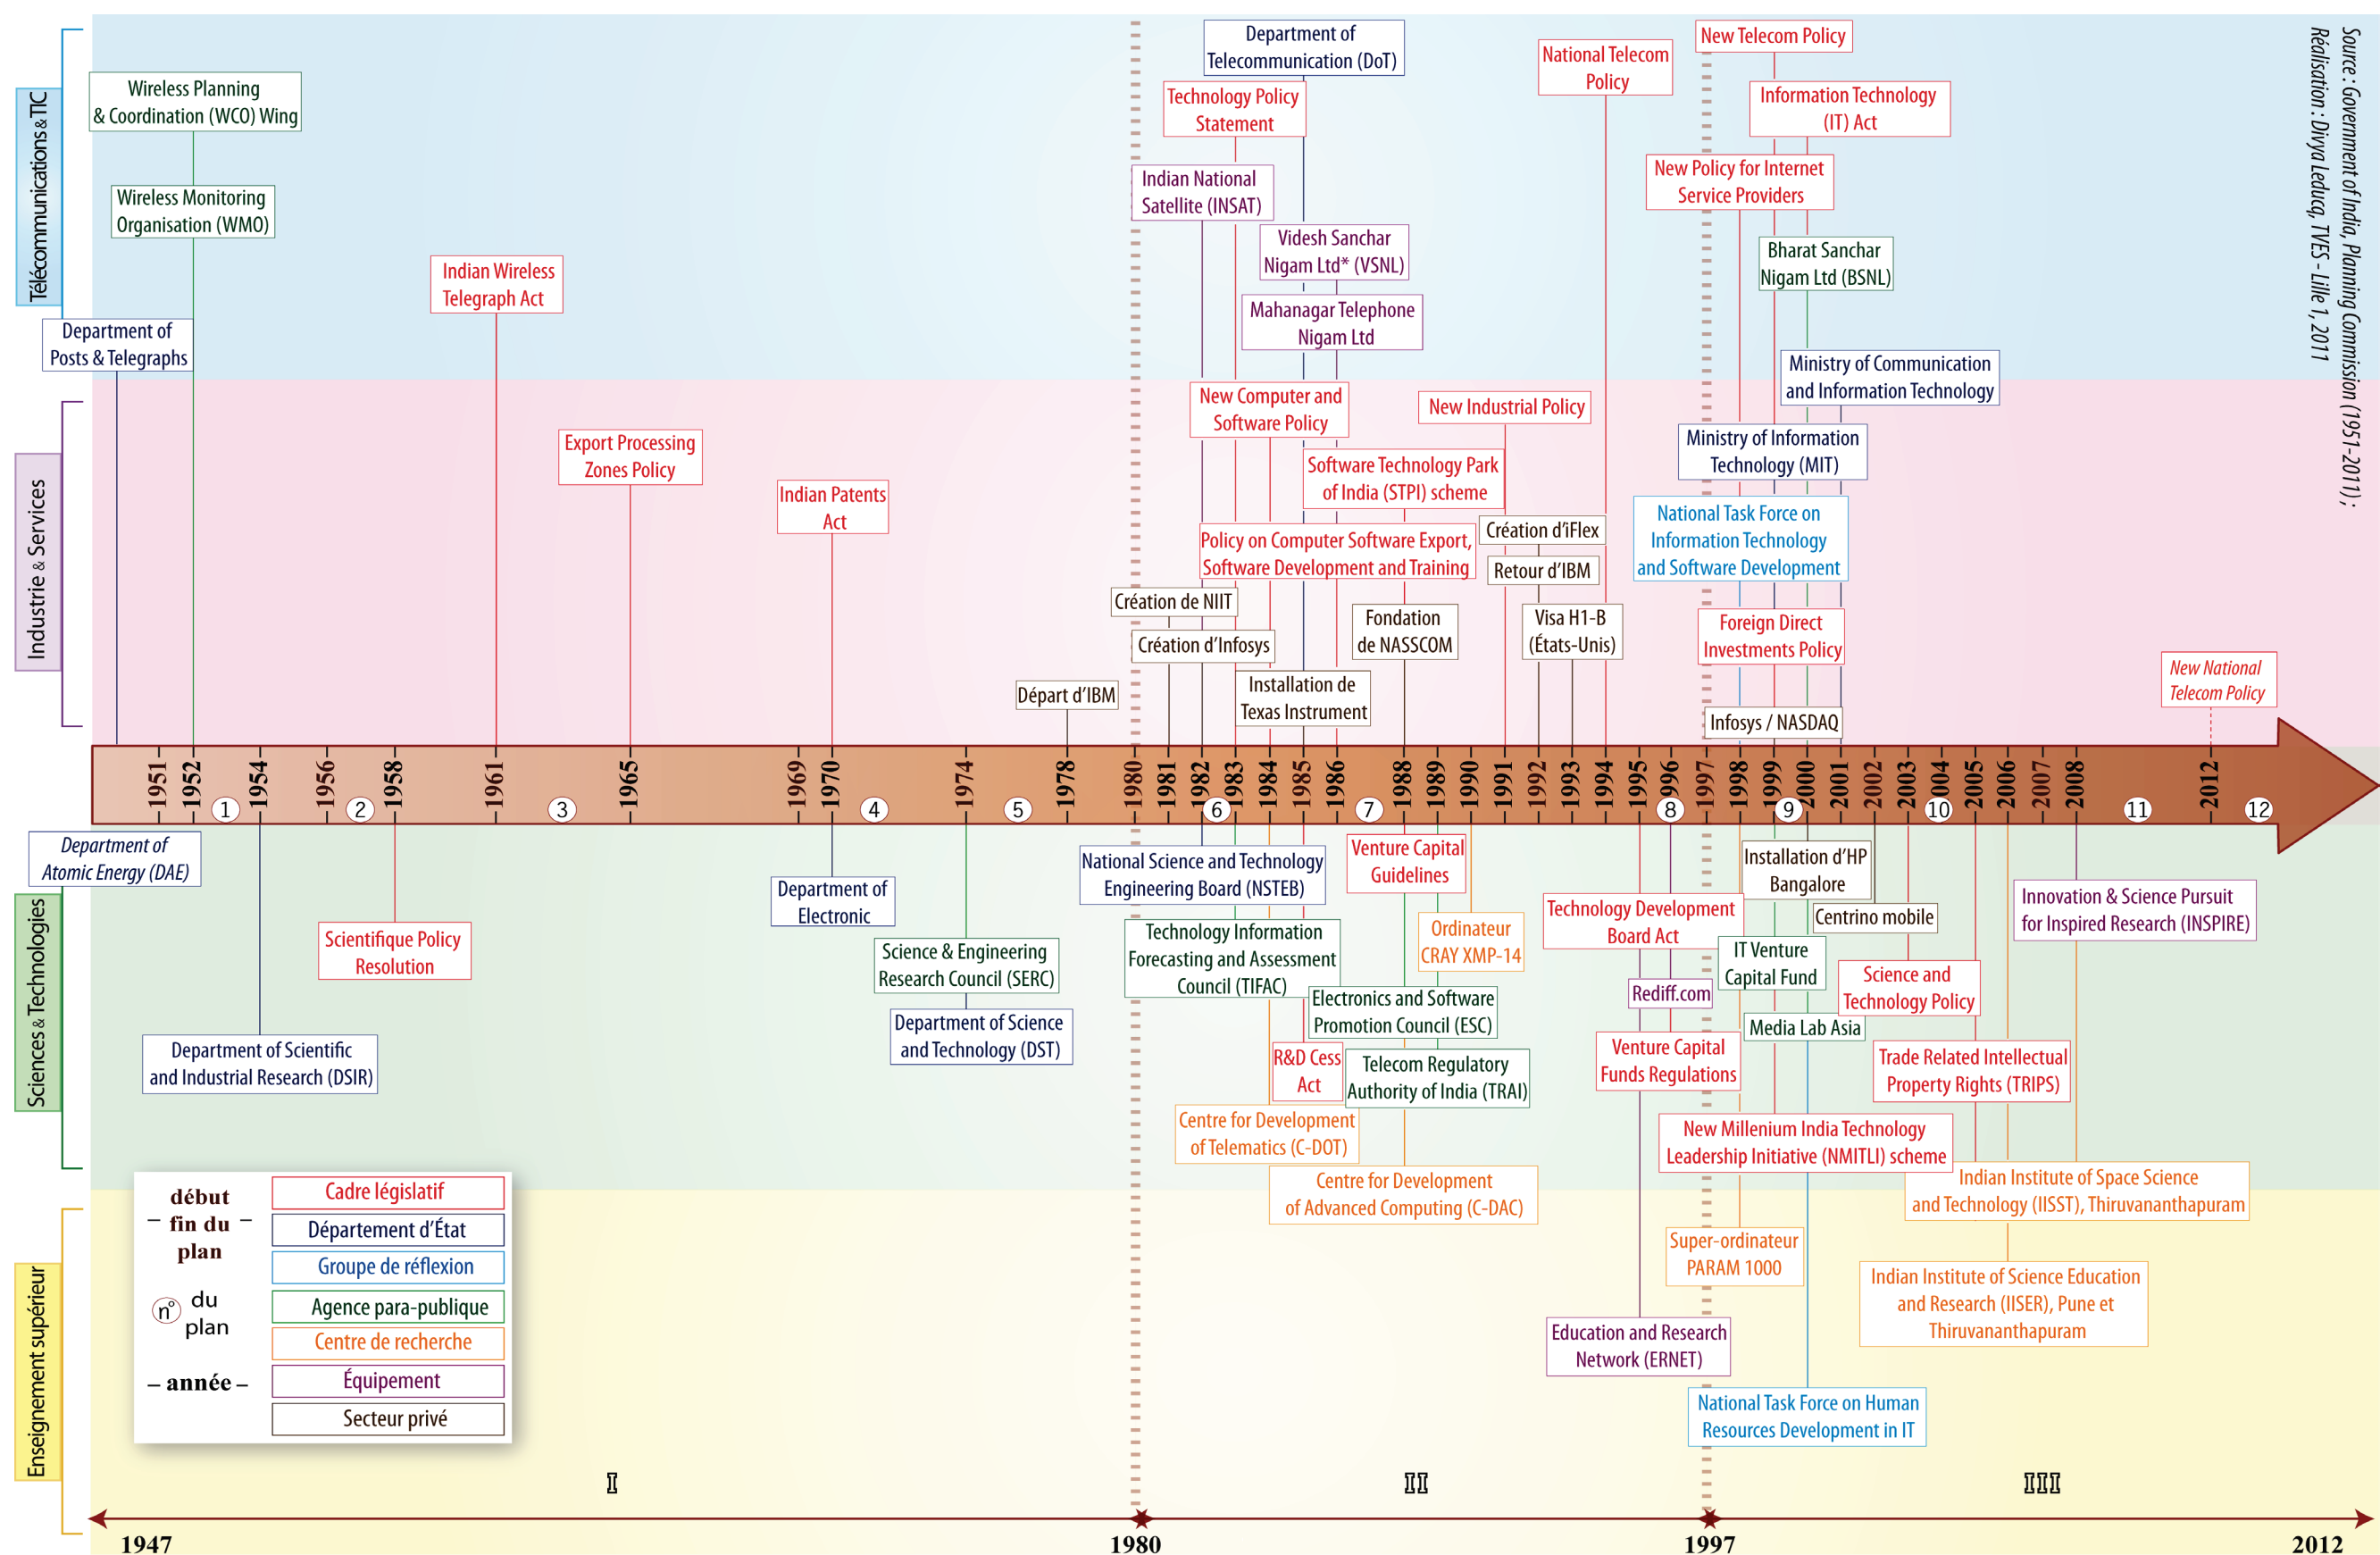 Department of
Telecommunication (DoT)
New Telecom Policy
National Telecom
Policy
Wireless Planning
& Coordination (WCO) Wing
Technology Policy
Statement
Information Technology
(IT) Act
New Policy for Internet
Service Providers
Indian National
Satellite (INSAT)
Wireless Monitoring
Organisation (WMO)
Videsh Sanchar
Nigam Ltd* (VSNL)
Bharat Sanchar
Nigam Ltd (BSNL)
Indian Wireless
Telegraph Act
Mahanagar Telephone
Nigam Ltd
Department of
Posts & Telegraphs
Télécommunications & TIC
Ministry of Communication
and Information Technology
New Computer and
Software Policy
New Industrial Policy
Export Processing
Zones Policy
Ministry of Information
Technology (MIT)
Software Technology Park
of India (STPI) scheme
Indian Patents
Act
National Task Force on
Information Technology
and Software Development
Création d'iFlex
Policy on Computer Software Export,
Software Development and Training
Retour d'IBM
Création de NIIT
Fondation
de NASSCOM
Visa H1-B
(États-Unis)
Foreign Direct
Investments Policy
Création d'Infosys
Départ d'IBM
Installation de
Texas Instrument
Infosys / NASDAQ
New National
Telecom Policy
Industrie & Services
1951
1952
1954
1956
1958
1961
1965
1969
1970
1974
1978
1980
1981
1982
1983
1984
1985
1986
1988
1989
1990
1991
1992
1993
1994
1995
1996
1997
1998
1999
2000
2001
2002
2003
2004
2005
2006
2007
2008
2012
1
2
3
4
5
6
7
8
9
10
11
12
Department of
Atomic Energy (DAE)
Venture Capital
Guidelines
National Science and Technology
Engineering Board (NSTEB)
Installation d'HP
Bangalore
Department of
Electronic
Innovation & Science Pursuit
for Inspired Research (INSPIRE)
Technology Development
Board Act
Centrino mobile
Scientifique Policy
Resolution
Technology Information
Forecasting and Assessment
Council (TIFAC)
Ordinateur
CRAY XMP-14
Science & Engineering
Research Council (SERC)
IT Venture
Capital Fund
Science and
Technology Policy
Rediff.com
Electronics and Software
Promotion Council (ESC)
Department of Science
and Technology (DST)
Media Lab Asia
Department of Scientific
and Industrial Research (DSIR)
Venture Capital
Funds Regulations
R&D Cess
Act
Telecom Regulatory
Authority of India (TRAI)
Trade Related Intellectual
Property Rights (TRIPS)
Centre for Development
of Telematics (C-DOT)
New Millenium India Technology
Leadership Initiative (NMITLI) scheme
Centre for Development
of Advanced Computing (C-DAC)
Indian Institute of Space Science
and Technology (IISST), Thiruvananthapuram
Sciences & Technologies
Super-ordinateur
PARAM 1000
Indian Institute of Science Education
and Research (IISER), Pune et
Thiruvananthapuram
Education and Research
Network (ERNET)
National Task Force on Human
Resources Development in IT
Enseignement supérieur
début
– fin du –
plan
n° du
plan
– année –
Cadre législatif
Département d'État
Groupe de réflexion
Agence para-publique
Centre de recherche
Équipement
Secteur privé
I
II
III
1947
1980
1997
2012
Source : Government of India, Planning Commission (1951-2011) ;
Réalisation : Divya Leducq, TVES - Lille 1, 2011